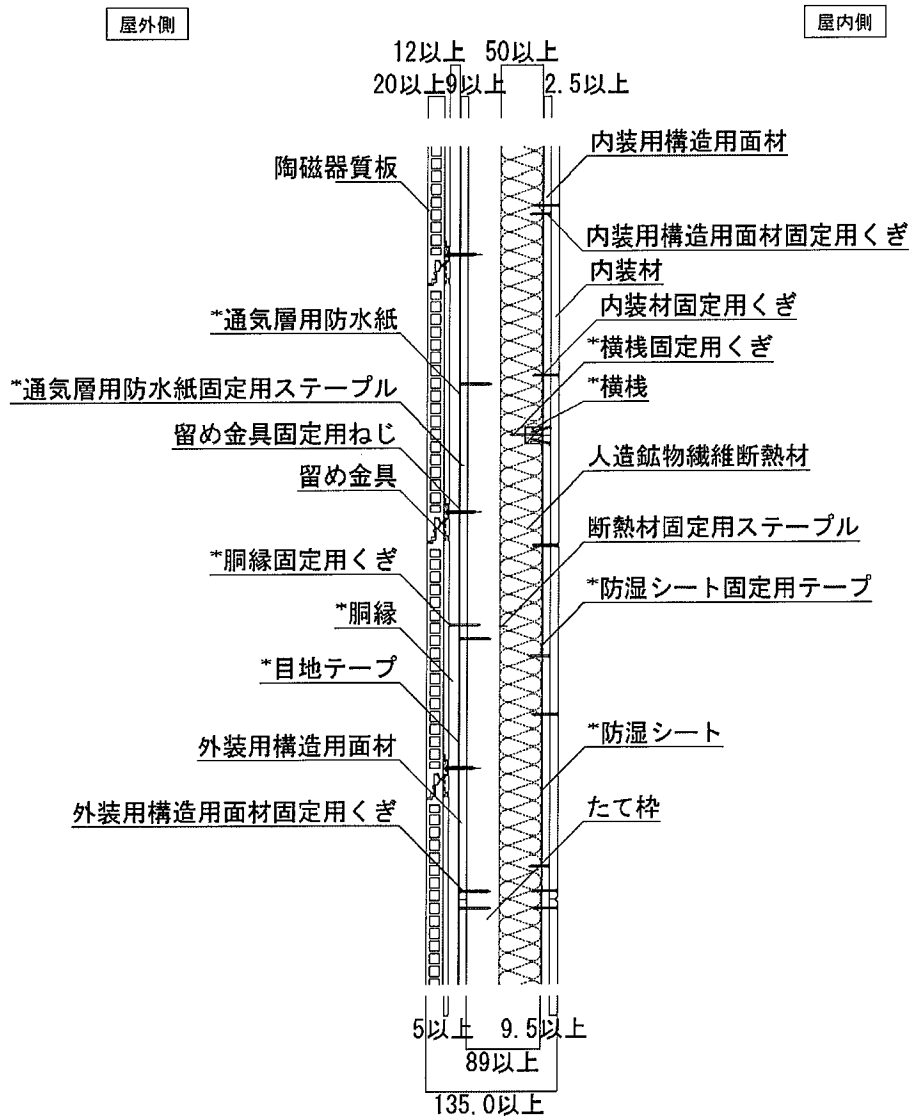 屋外側
屋内側
12以上
50以上
20以上
9以上
2.5以上
陶磁器質板
*通気層用防水紙
*通気層用防水紙固定用ステープル
留め金具固定用ねじ
留め金具
*胴縁固定用くぎ
*胴縁
*目地テープ
外装用構造用面材
外装用構造用面材固定用くぎ
内装用構造用面材
内装用構造用面材固定用くぎ
内装材
内装材固定用くぎ
*横桟固定用くぎ
*横桟
人造鉱物繊維断熱材
断熱材固定用ステープル
*防湿シート固定用テープ
*防湿シート
たて枠
5以上
9.5以上
89以上
135.0以上